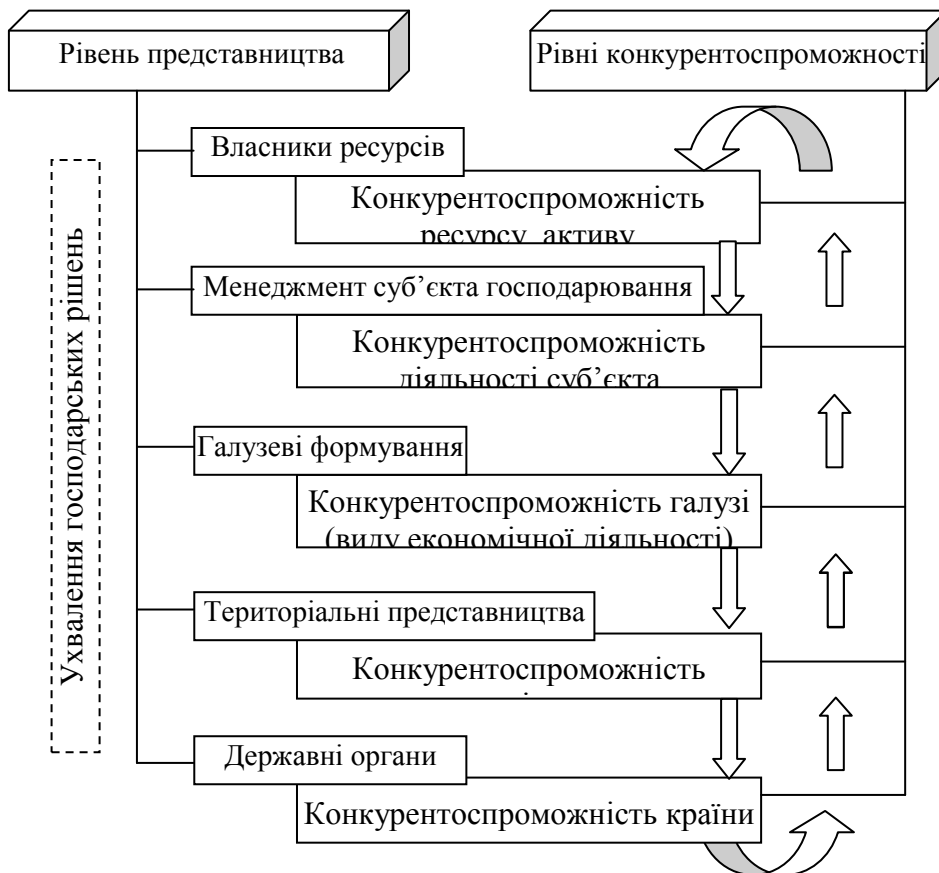 Рівень представництва
Рівні конкурентоспроможності
Ухвалення господарських рішень
Власники ресурсів
Конкурентоспроможність
ресурсу, активу
Менеджмент суб’єкта господарювання
Конкурентоспроможність
діяльності суб’єкта
Галузеві формування
Конкурентоспроможність галузі
(виду економічної діяльності)
Територіальні представництва
Конкурентоспроможність
Державні органи
Конкурентоспроможність країни